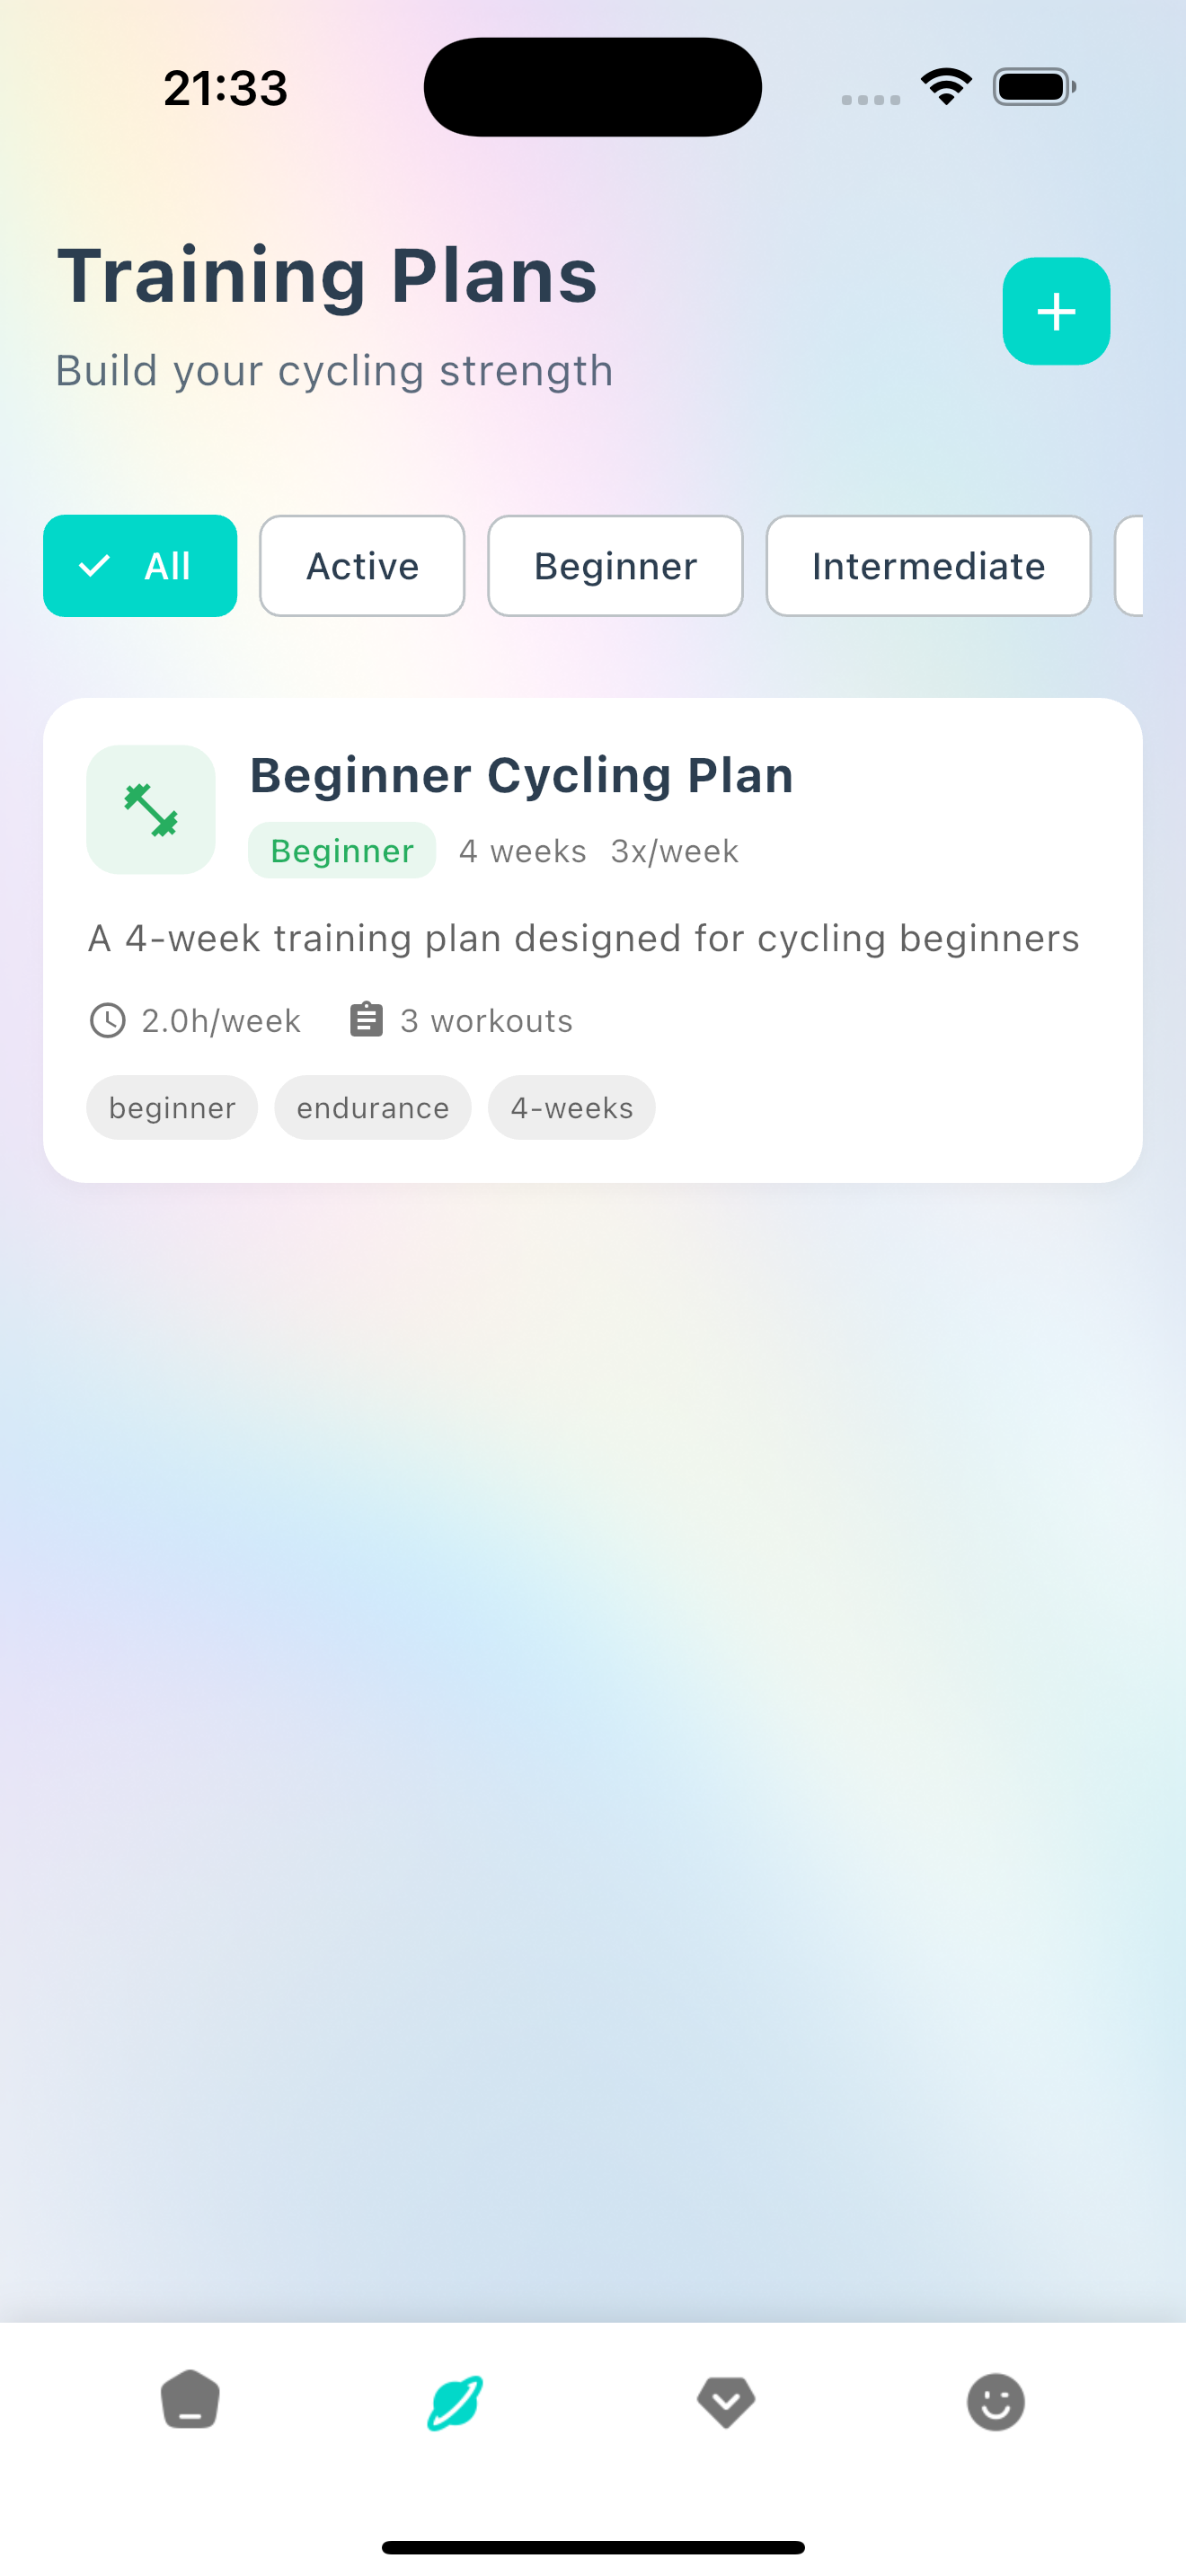 21:33
Training Plans
Build your cycling strength
All Active Beginner Intermediate
Beginner Cycling Plan
Beginner 4 weeks 3x/week
A 4-week training plan designed for cycling beginners
2.0h/week 3 workouts
beginner endurance 4-weeks